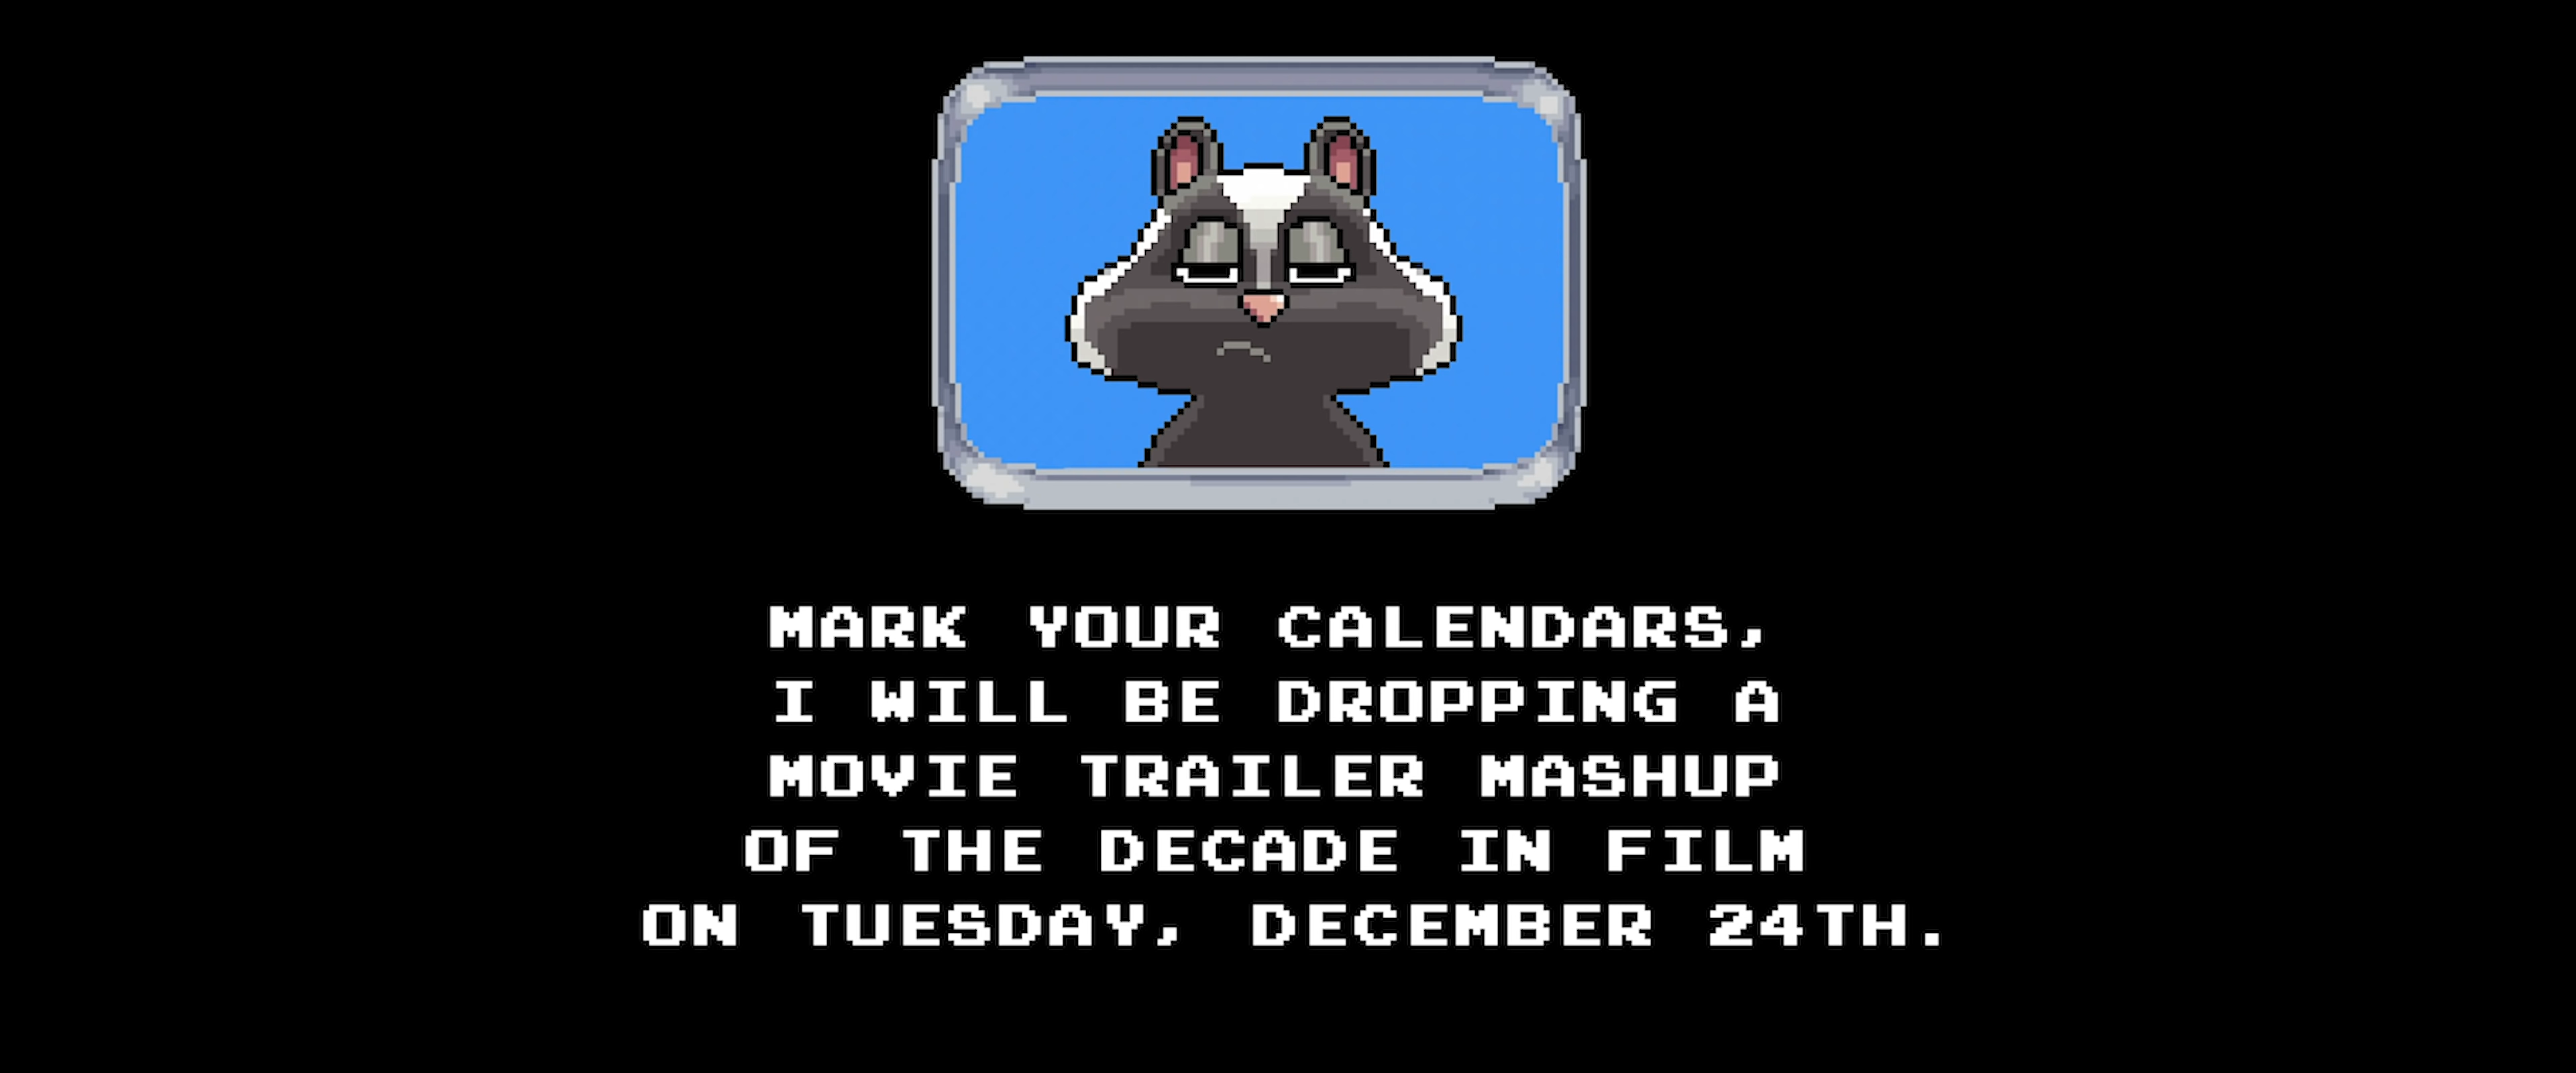 MARK YOUR CALENDARS,
I WILL BE DROPPING A
MOVIE TRAILER MASHUP
OF THE DECADE IN FILM
ON TUESDAY, DECEMBER 24TH.